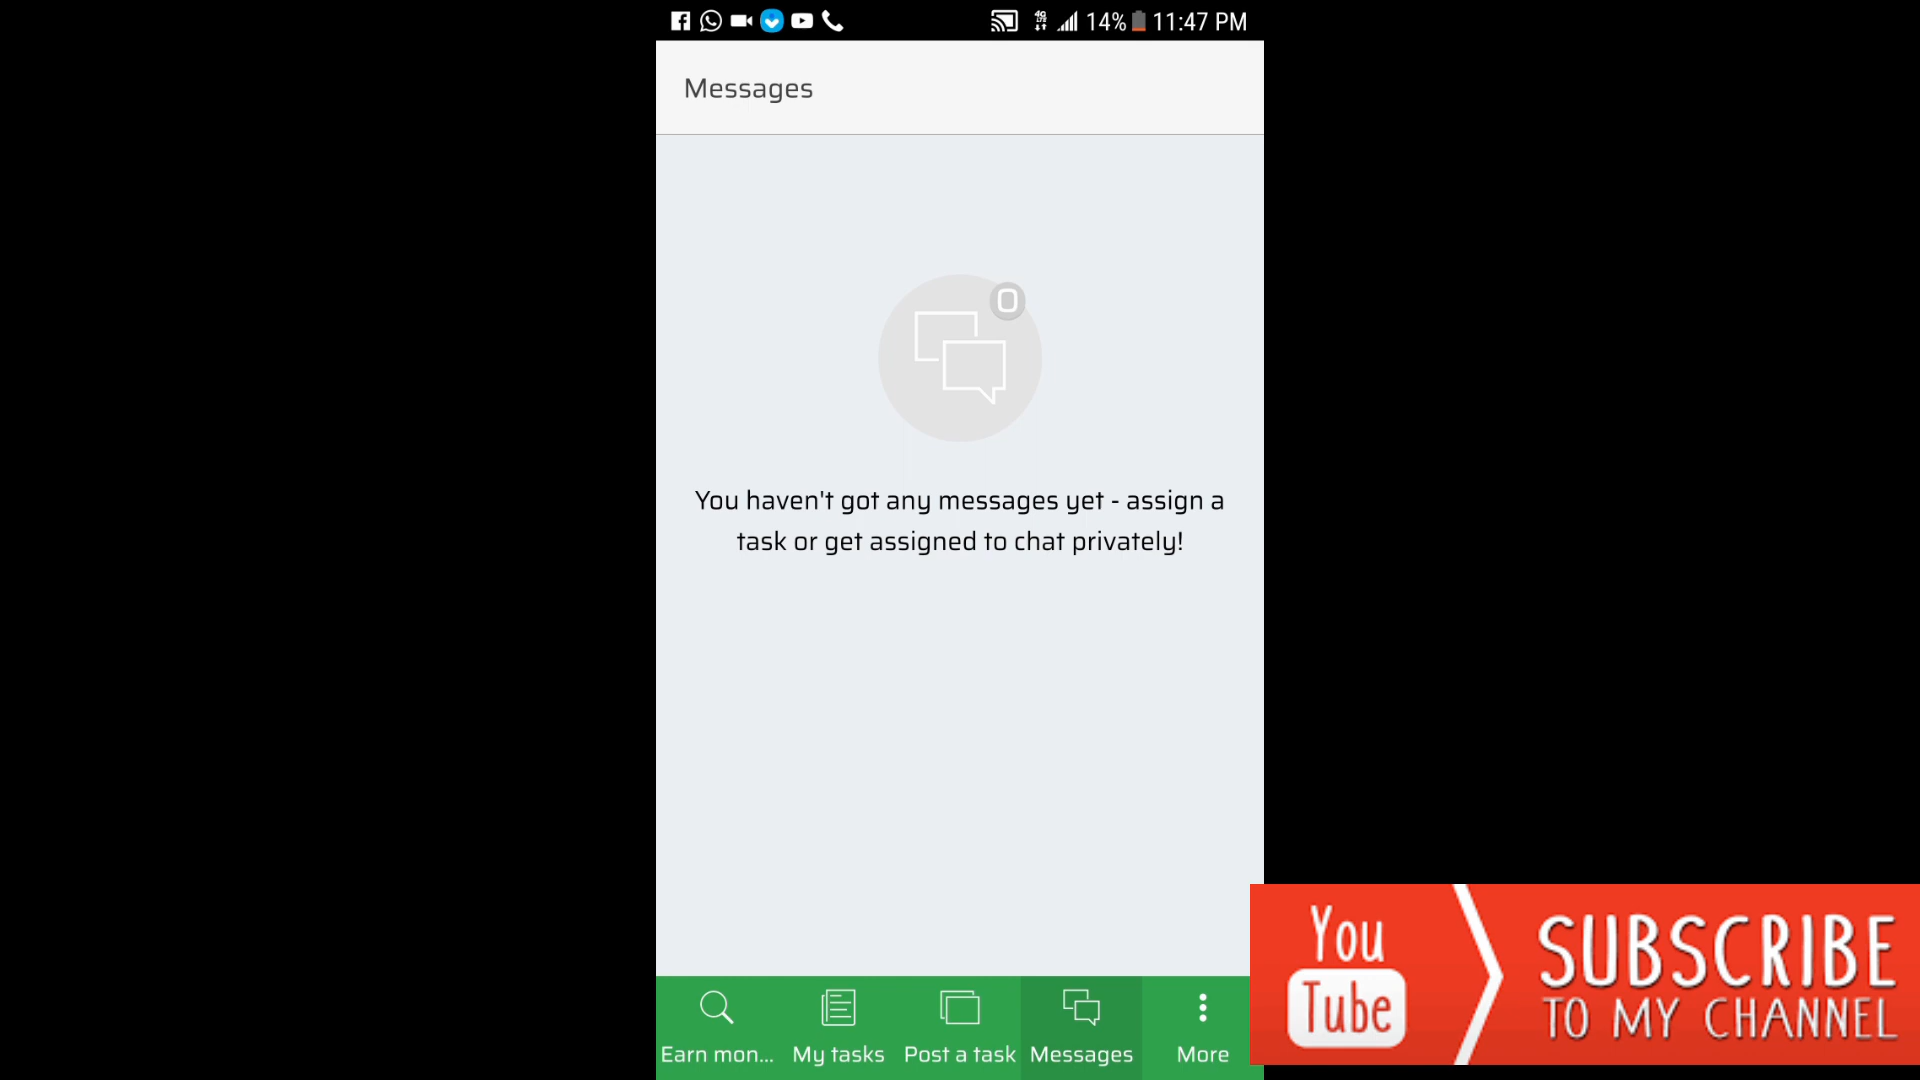 14% 11:47 PM
Messages
0
You haven't got any messages yet - assign a
task or get assigned to chat privately!
Earn mon... My tasks Post a task Messages More
You
Tube
SUBSCRIBE
TO MY CHANNEL